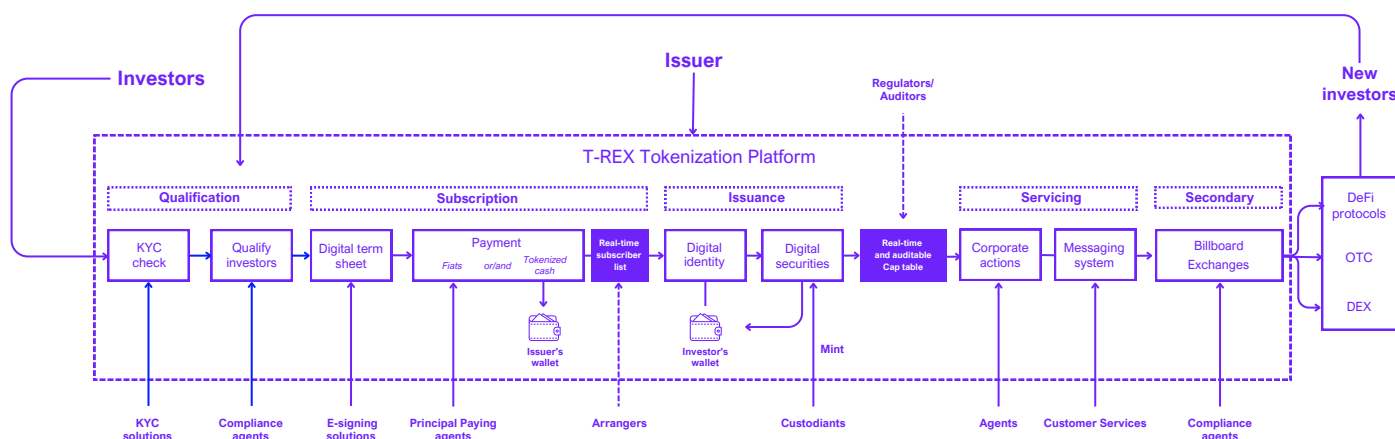 Investors
Issuer
Regulators/
Auditors
New
investors
T-REX Tokenization Platform
Qualification
Subscription
Issuance
Servicing
Secondary
KYC
check
Qualify
investors
Digital term
sheet
Payment
Fiats
or/and
Tokenized
cash
Real-time
subscriber
list
Digital
identity
Digital
securities
Real-time
and auditable
Cap table
Corporate
actions
Messaging
system
Billboard
Exchanges
DeFi
protocols
OTC
DEX
Issuer's
wallet
Investor's
wallet
Mint
KYC
solutions
Compliance
agents
E-signing
solutions
Principal Paying
agents
Arrangers
Custodiants
Agents
Customer Services
Compliance
agents